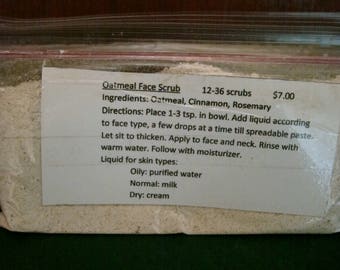 Oatmeal Face Scrub 12-36 scrubs $7.00
Ingredients: Oatmeal, Cinnamon, Rosemary
Directions: Place 1-3 tsp. in bowl. Add liquid according
to face type, a few drops at a time till spreadable paste.
Let sit to thicken. Apply to face and neck. Rinse with
warm water. Follow with moisturizer.
Liquid for skin types:
Oily: purified water
Normal: milk
Dry: cream